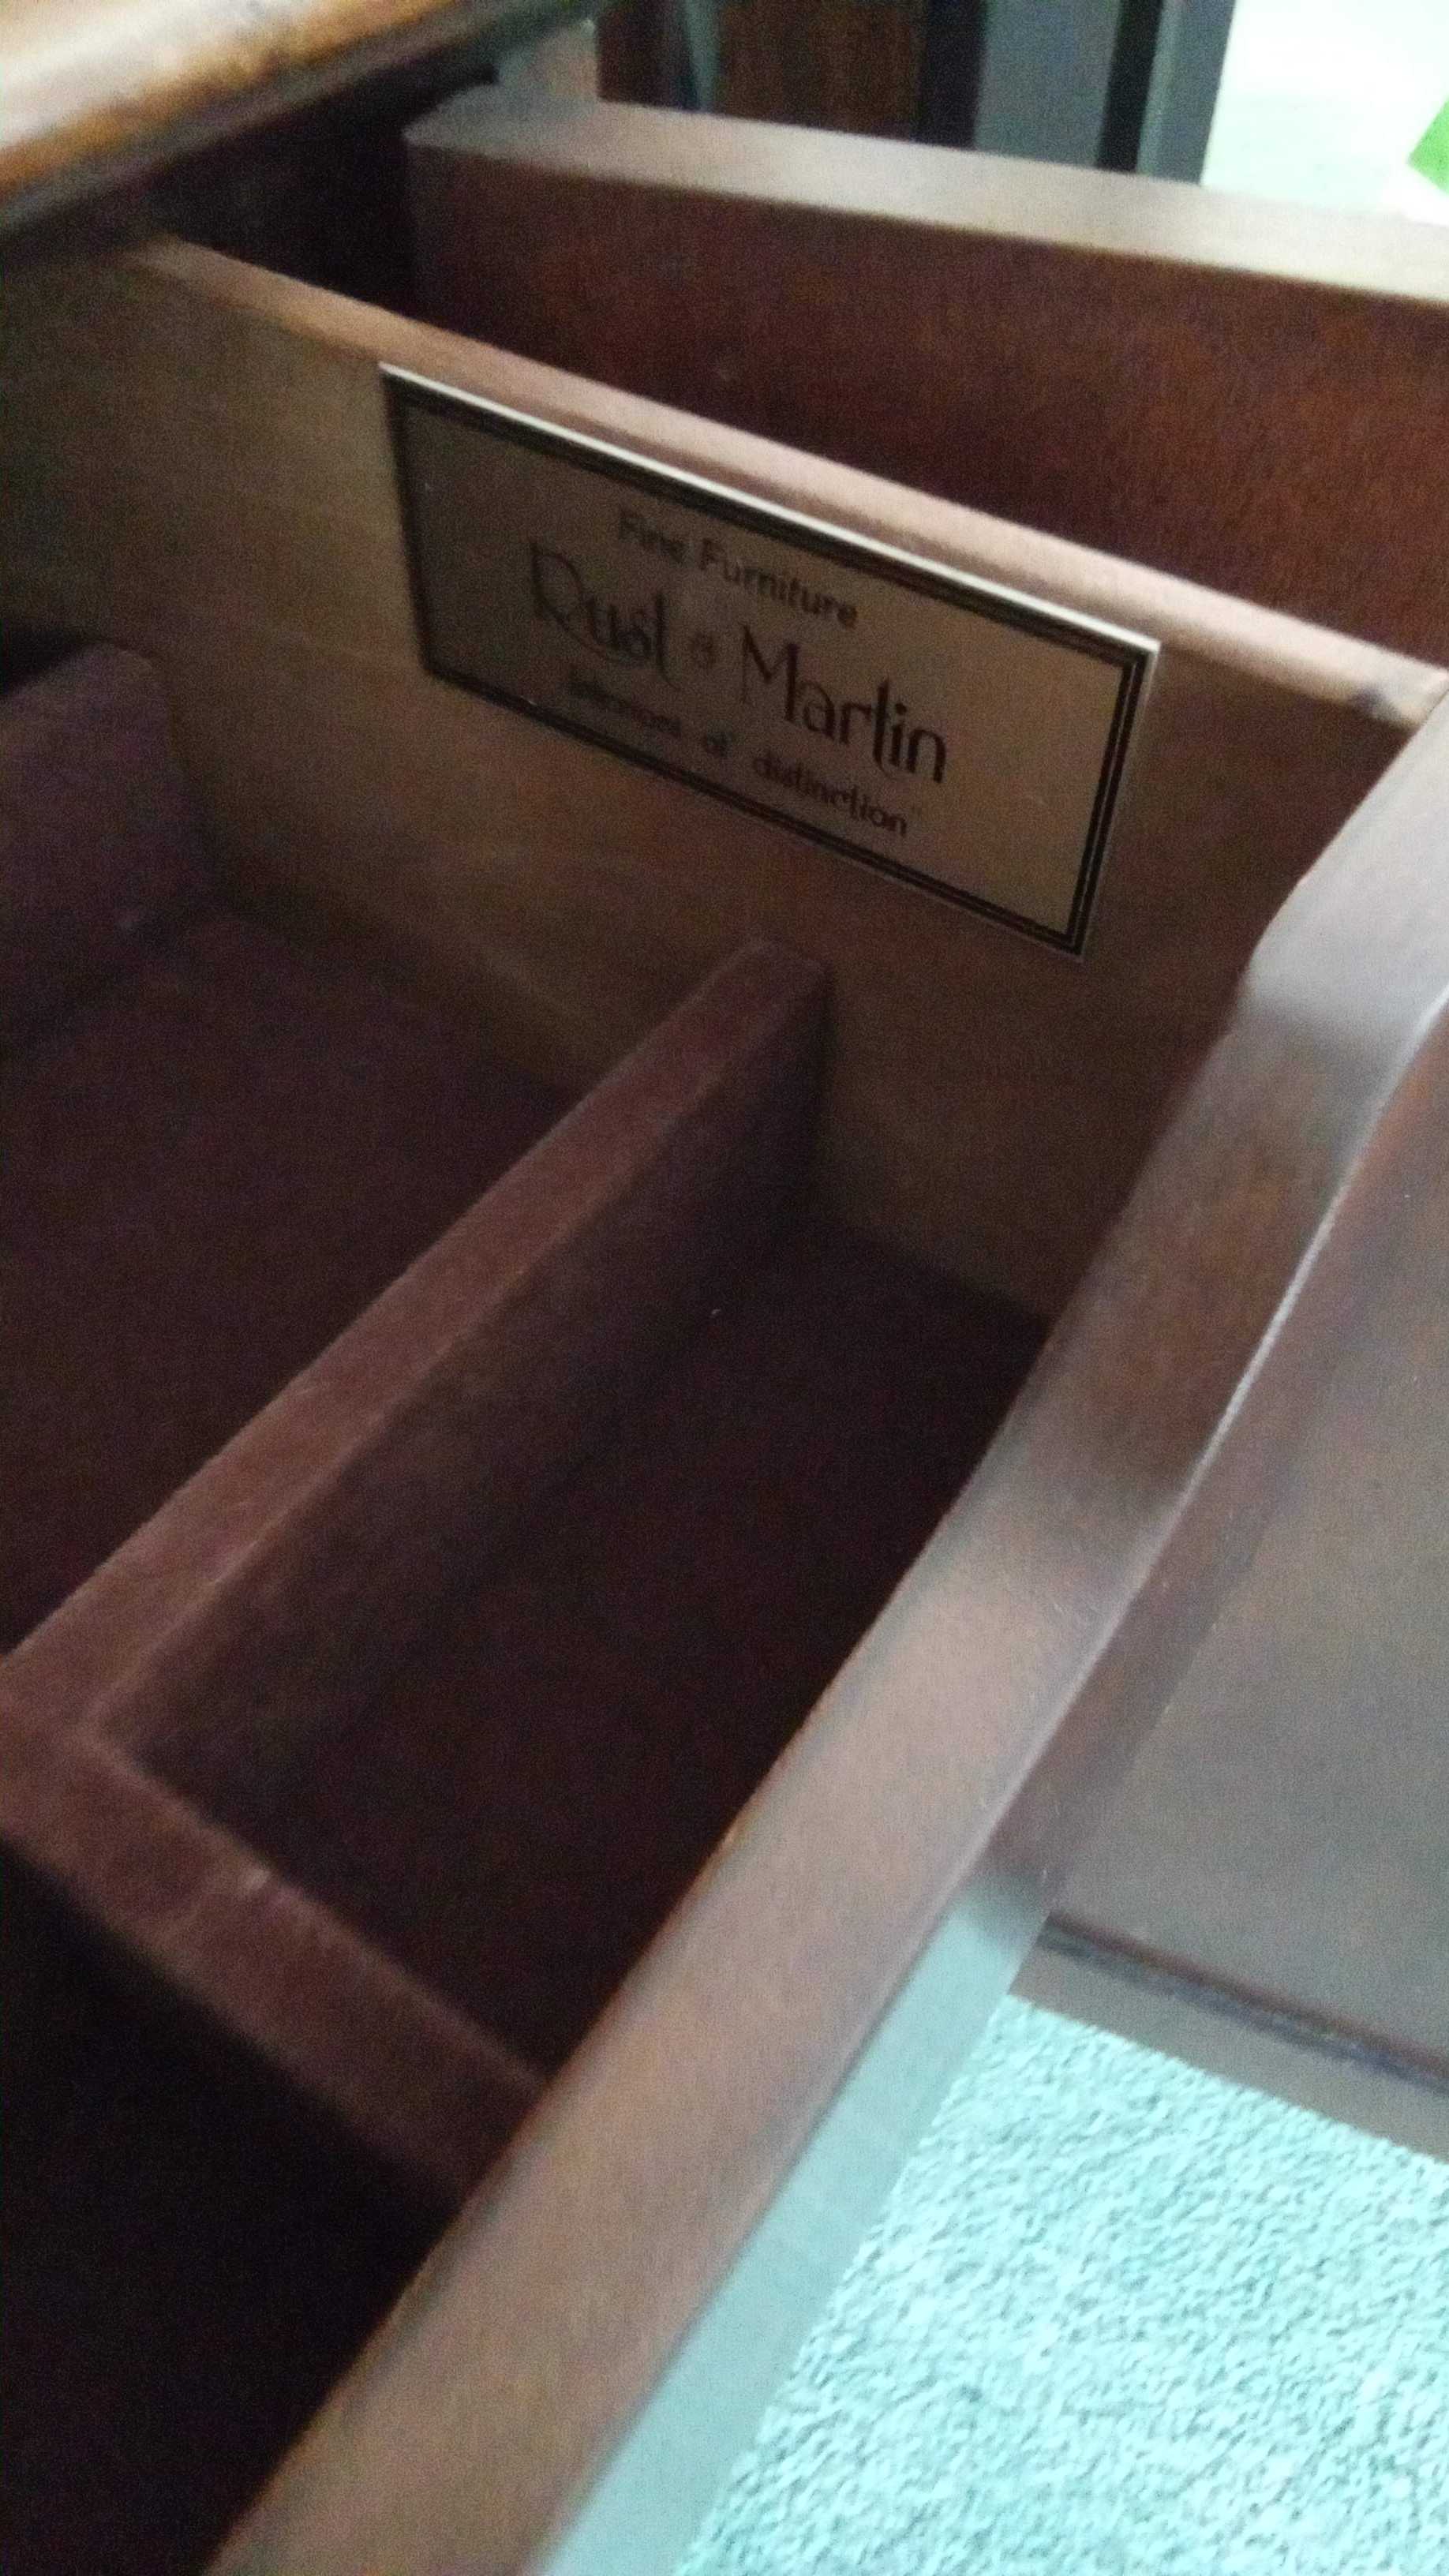 Fine Furniture
Rust & Martin
of distinction"